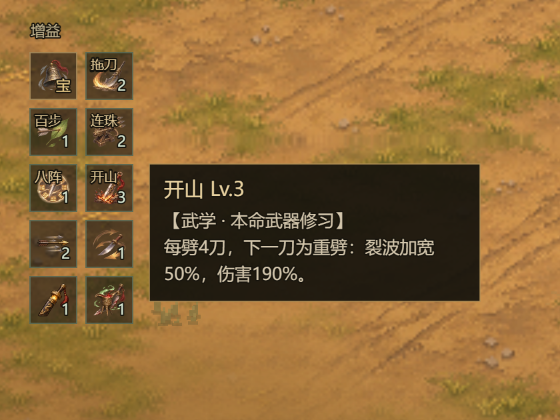 增益
宝
拖刀
2
百步
1
连珠
2
八阵
1
开山
3
2
1
1
1
开山 Lv.3
【武学 · 本命武器修习】
每劈4刀，下一刀为重劈：裂波加宽
50%，伤害190%。